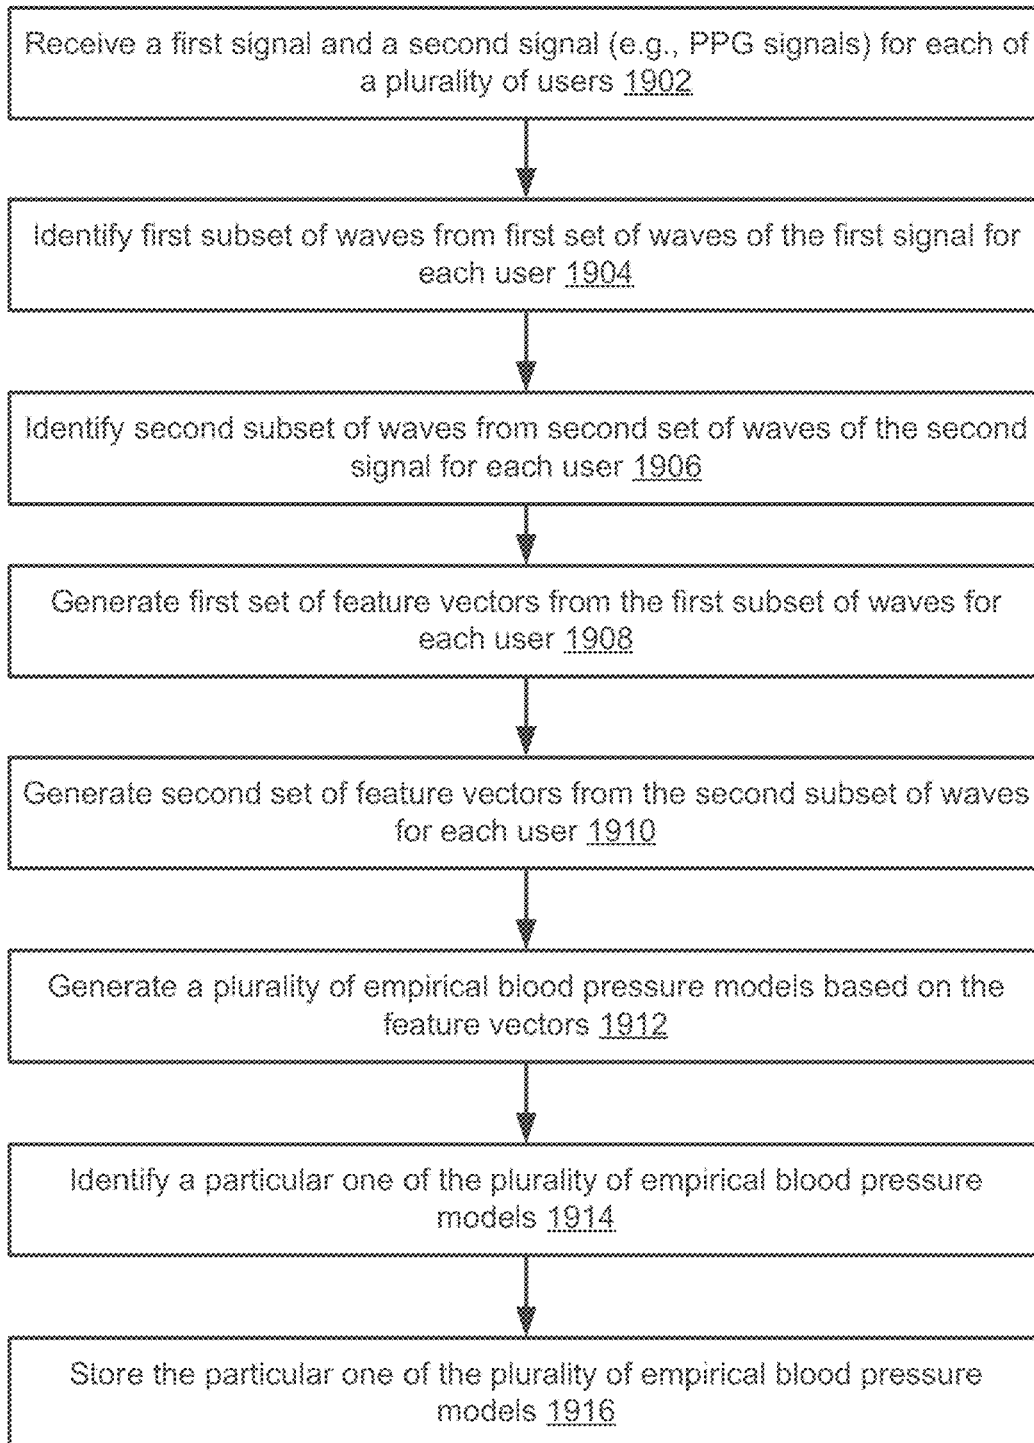 Receive a first signal and a second signal (e.g., PPG signals) for each of
a plurality of users 1902
Identify first subset of waves from first set of waves of the first signal for
each user 1904
Identify second subset of waves from second set of waves of the second
signal for each user 1906
Generate first set of feature vectors from the first subset of waves for
each user 1908
Generate second set of feature vectors from the second subset of waves
for each user 1910
Generate a plurality of empirical blood pressure models based on the
feature vectors 1912
Identify a particular one of the plurality of empirical blood pressure
models 1914
Store the particular one of the plurality of empirical blood pressure
models 1916